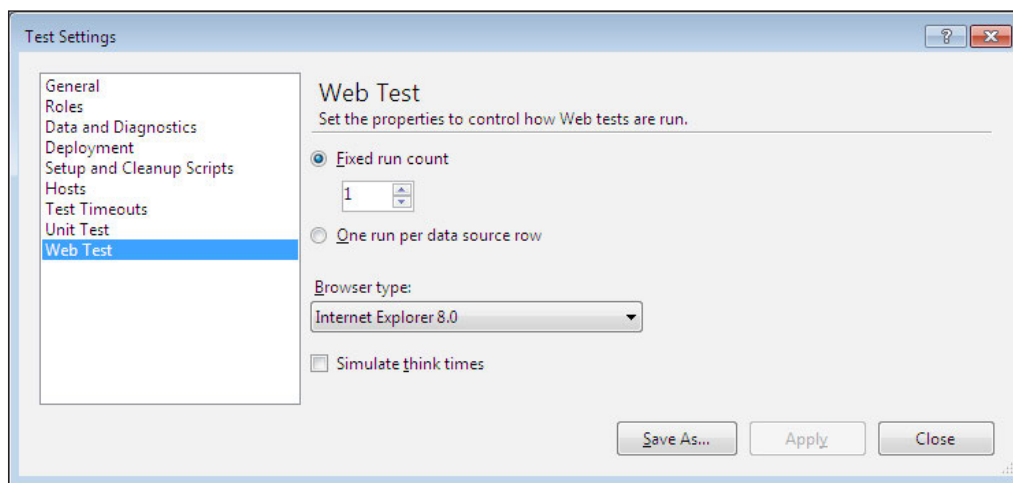 Test Settings
General
Roles
Data and Diagnostics
Deployment
Setup and Cleanup Scripts
Hosts
Test Timeouts
Unit Test
Web Test
Web Test
Set the properties to control how Web tests are run.
Fixed run count
1
One run per data source row
Browser type:
Internet Explorer 8.0
Simulate think times
Save As...
Apply
Close